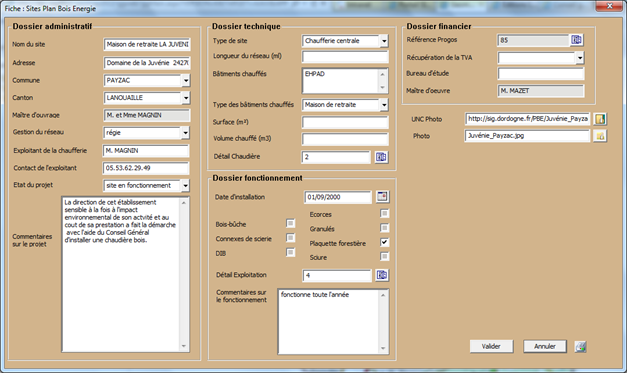 Fiche : Sites Plan Bois Energie
Dossier administratif
Nom du site
Maison de retraite LA JUVENI
Adresse
Domaine de la Juvénie 2427(
Commune
PAYZAC
Canton
LANOUAILLE
Maître d'ouvrage
M. et Mme MAGNIN
Gestion du réseau
régie
Exploitant de la chaufferie
M. MAGNIN
Contact de l'exploitant
05.53.62.29.49
Etat du projet
site en fonctionnement
Commentaires
sur le projet
La direction de cet établissement
sensible à la fois à l'impact
environnemental de son actvité et au
cout de sa prestation a fait la démarche
avec l'aide du Conseil Général
d'installer une chaudière bois.
Dossier technique
Type de site
Chaufferie centrale
Longueur du réseau (ml)
Bâtiments chauffés
EHPAD
Type des bâtiments chauffés
Maison de retraite
Surface (m²)
Volume chauffé (m3)
Détail Chaudière
2
Dossier fonctionnement
Date d'installation
01/09/2000
Bois-bûche
Connexes de scierie
DIB
Ecorces
Granulés
Plaquette forestière
Sciure
Détail Exploitation
4
Commentaires sur
le fonctionnement
fonctionne toute l'année
Dossier financier
Référence Progos
85
Récupération de la TVA
Bureau d'étude
Maître d'oeuvre
M. MAZET
UNC Photo
http://sig.dordogne.fr/PBE/Juvénie_Payza
Photo
Juvénie_Payzac.jpg
Valider
Annuler